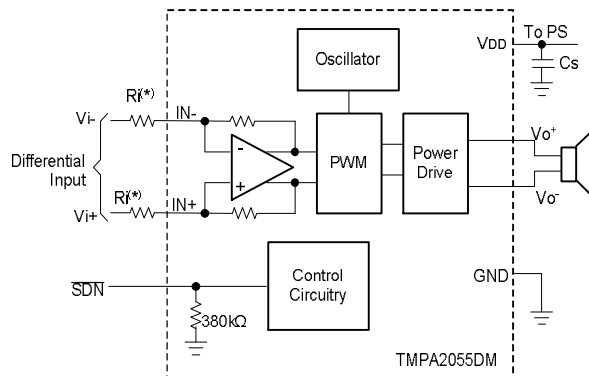 To PS
VDD
Cs
Oscillator
Ri(*)
IN-
Vi-
Differential
Input
-
+
PWM
Power
Drive
Vo+
Vo-
Ri(*)
IN+
Vi+
SDN
380kΩ
Control
Circuitry
GND
TMPA2055DM